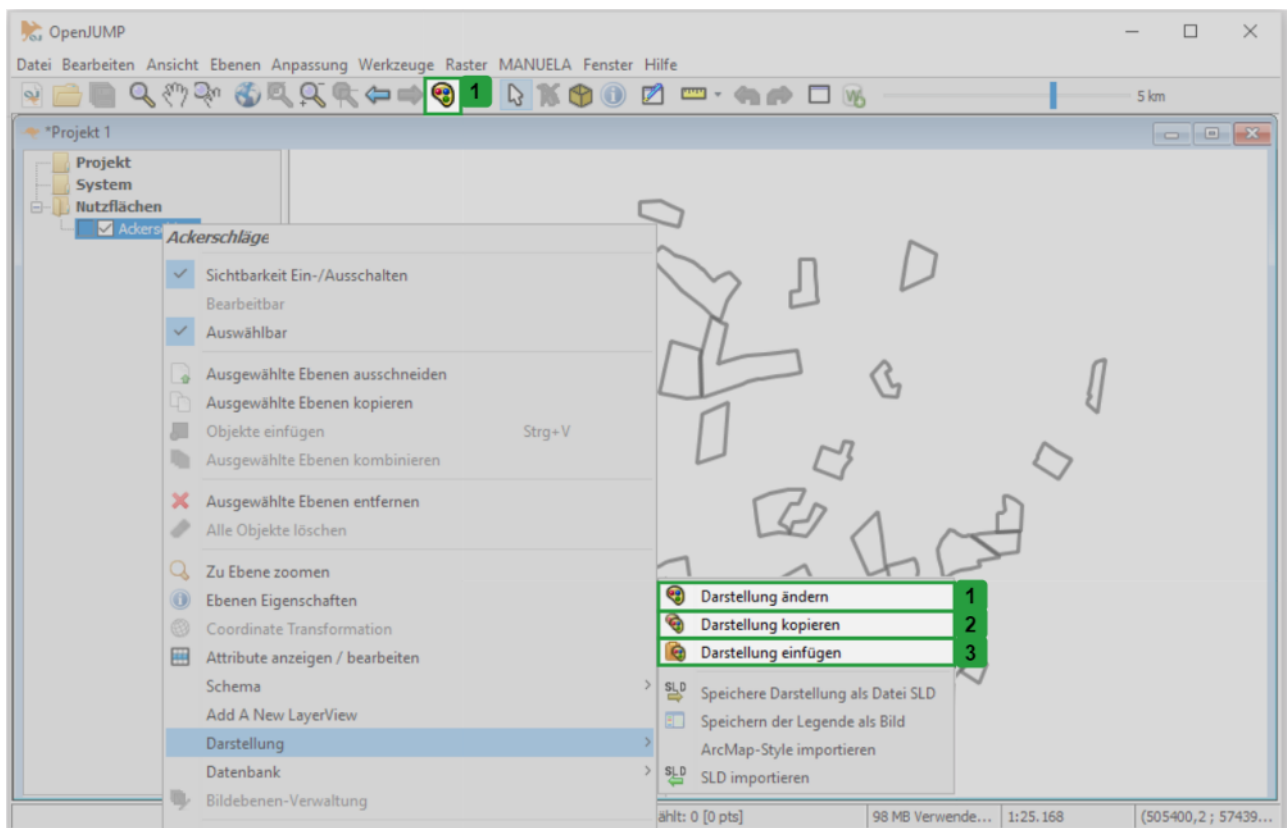 OpenJUMP
Datei Bearbeiten Ansicht Ebenen Anpassung Werkzeuge Raster MANUELA Fenster Hilfe
1
5 km
*Projekt 1
Projekt
System
Nutzflächen
Ackerschläge
Sichtbarkeit Ein-/Ausschalten
Bearbeitbar
Auswählbar
Ausgewählte Ebenen ausschneiden
Ausgewählte Ebenen kopieren
Objekte einfügen Strg+V
Ausgewählte Ebenen kombinieren
Ausgewählte Ebenen entfernen
Alle Objekte löschen
Zu Ebene zoomen
Ebenen Eigenschaften
Coordinate Transformation
Attribute anzeigen / bearbeiten
Schema
Add A New LayerView
Darstellung
Datenbank
Bildebenen-Verwaltung
Darstellung ändern 1
Darstellung kopieren 2
Darstellung einfügen 3
SLD Speichere Darstellung als Datei SLD
Speichern der Legende als Bild
ArcMap-Style importieren
SLD SLD importieren
ählt: 0 [0 pts] 98 MB Verwende... 1:25.168 (505400,2 ; 57439...